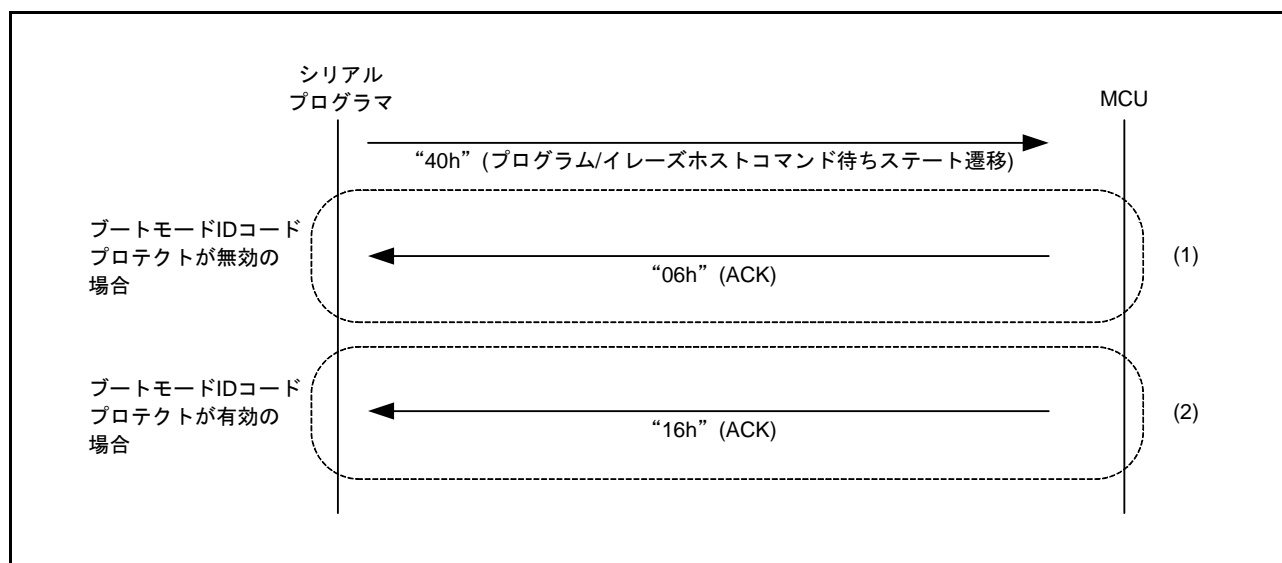 シリアル
プログラマ
MCU
“40h” (プログラム/イレーズホストコマンド待ちステート遷移)
ブートモードIDコード
プロテクトが無効の
場合
“06h” (ACK)
(1)
ブートモードIDコード
プロテクトが有効の
場合
“16h” (ACK)
(2)